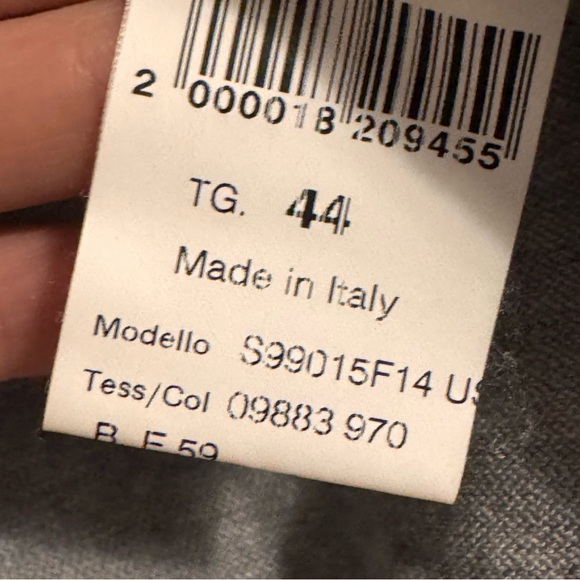 2 000018 209455
TG. 44
Made in Italy
Modello S99015F14
Tess/Col 09883 970